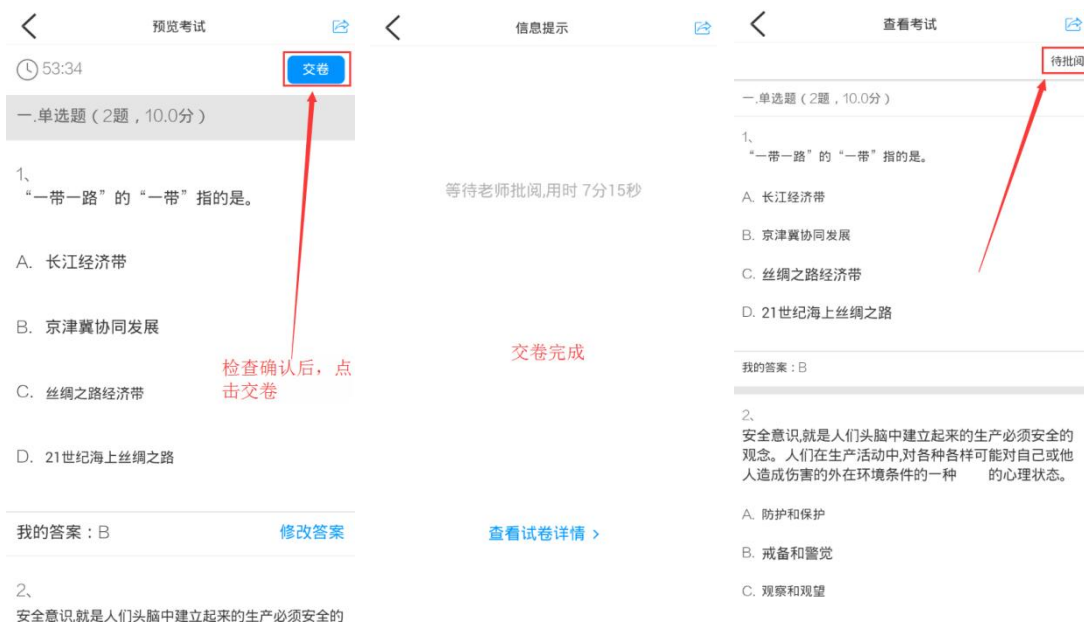 预览考试
53:34
交卷
一.单选题（2题，10.0分）
1、
“一带一路”的“一带”指的是。
A. 长江经济带
B. 京津冀协同发展
C. 丝绸之路经济带
D. 21世纪海上丝绸之路
检查确认后，点
击交卷
我的答案：B
修改答案
2、
安全意识,就是人们头脑中建立起来的生产必须安全的
信息提示
等待老师批阅,用时 7分15秒
交卷完成
查看试卷详情 >
查看考试
待批阅
一.单选题（2题，10.0分）
1、
“一带一路”的“一带”指的是。
A. 长江经济带
B. 京津冀协同发展
C. 丝绸之路经济带
D. 21世纪海上丝绸之路
我的答案：B
2、
安全意识,就是人们头脑中建立起来的生产必须安全的
观念。人们在生产活动中,对各种各样可能对自己或他
人造成伤害的外在环境条件的一种　　的心理状态。
A. 防护和保护
B. 戒备和警觉
C. 观察和观望